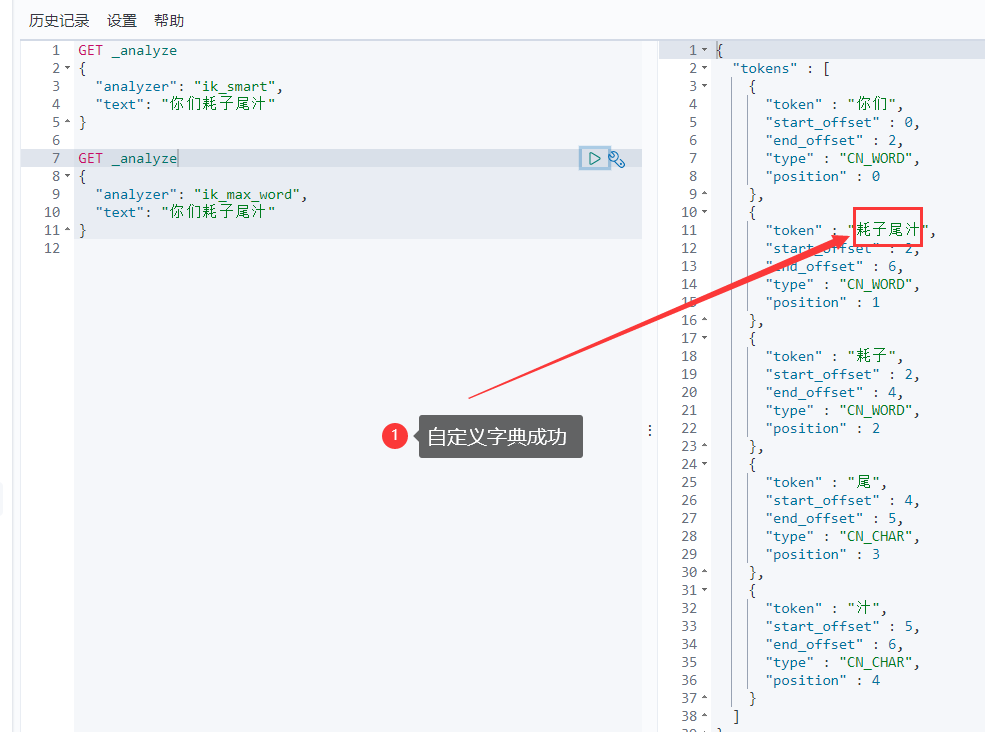 历史记录 设置 帮助
1 GET _analyze
2 {
3 "analyzer": "ik_smart",
4 "text": "你们耗子尾汁"
5 }
6
7 GET _analyze
8 {
9 "analyzer": "ik_max_word",
10 "text": "你们耗子尾汁"
11 }
12
1 自定义字典成功
1 {
2 "tokens" : [
3 {
4 "token" : "你们",
5 "start_offset" : 0,
6 "end_offset" : 2,
7 "type" : "CN_WORD",
8 "position" : 0
9 },
10 {
11 "token" : "耗子尾汁",
12 "start_offset" : 2,
13 "end_offset" : 6,
14 "type" : "CN_WORD",
15 "position" : 1
16 },
17 {
18 "token" : "耗子",
19 "start_offset" : 2,
20 "end_offset" : 4,
21 "type" : "CN_WORD",
22 "position" : 2
23 },
24 {
25 "token" : "尾",
26 "start_offset" : 4,
27 "end_offset" : 5,
28 "type" : "CN_CHAR",
29 "position" : 3
30 },
31 {
32 "token" : "汁",
33 "start_offset" : 5,
34 "end_offset" : 6,
35 "type" : "CN_CHAR",
36 "position" : 4
37 }
38 ]
39 }